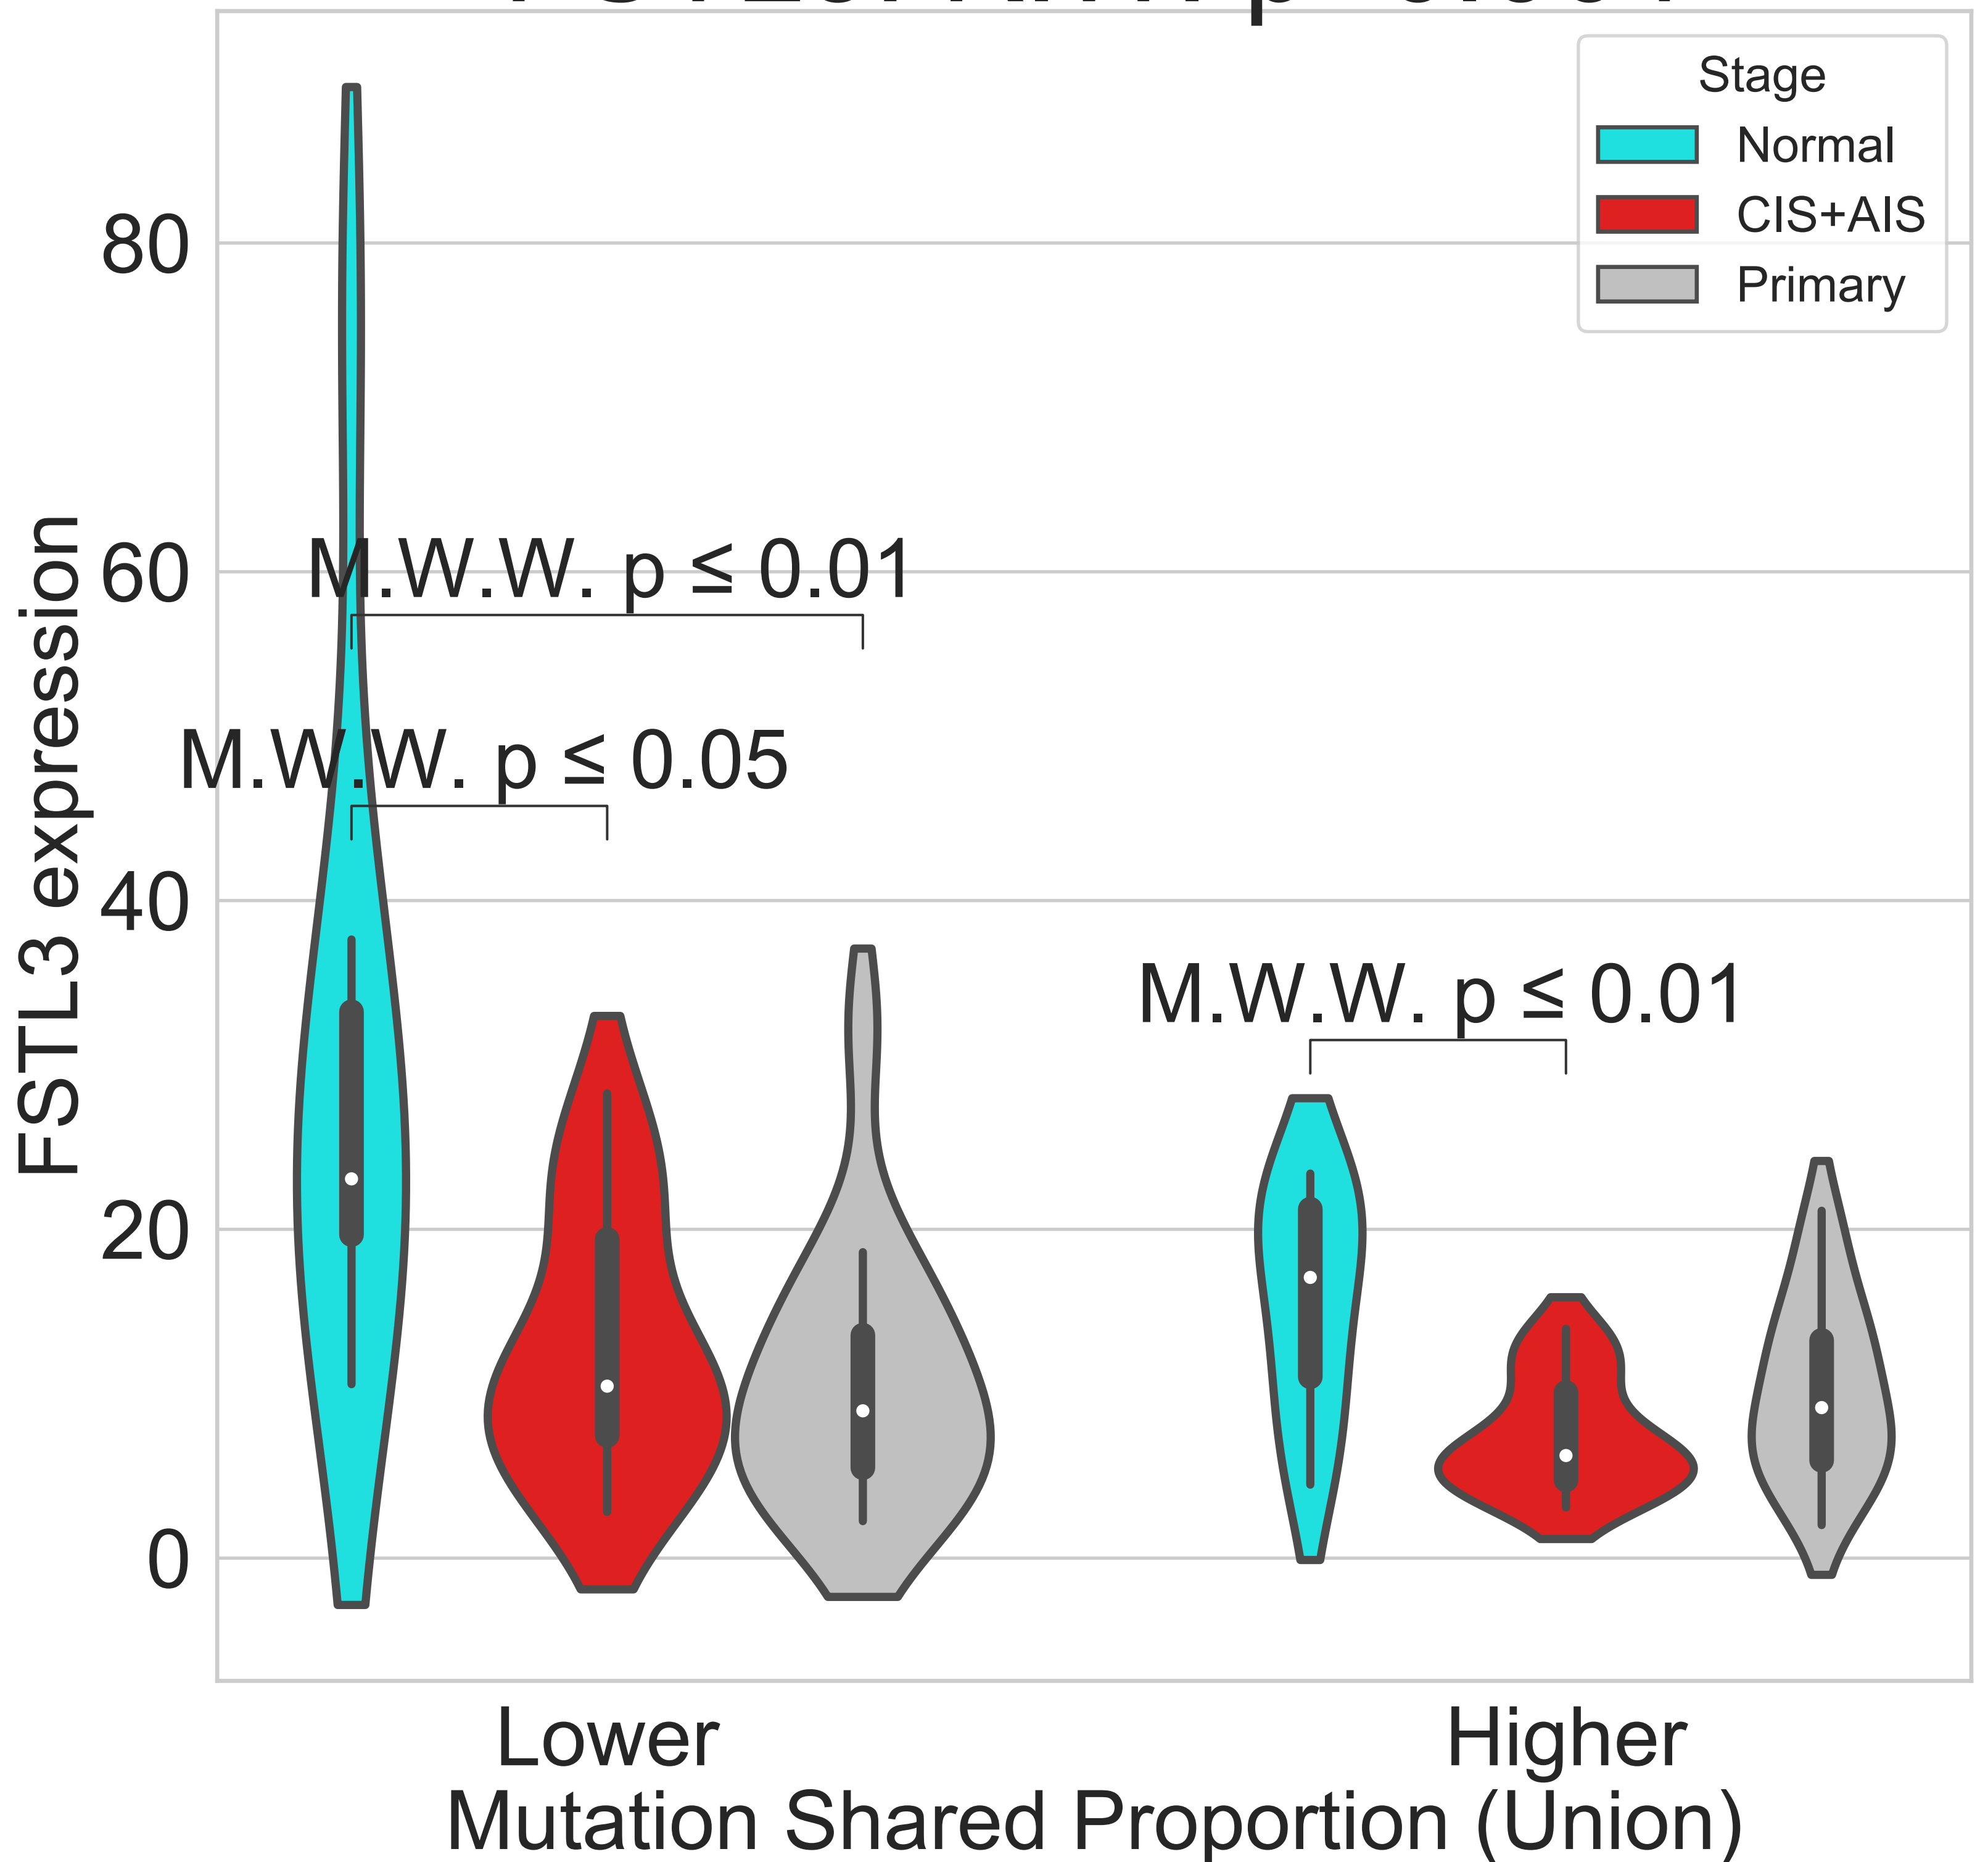 Stage
Normal
CIS+AIS
Primary
80
60
40
20
0
FSTL3 expression
M.W.W. p ≤ 0.01
M.W.W. p ≤ 0.05
M.W.W. p ≤ 0.01
Lower
Higher
Mutation Shared Proportion (Union)